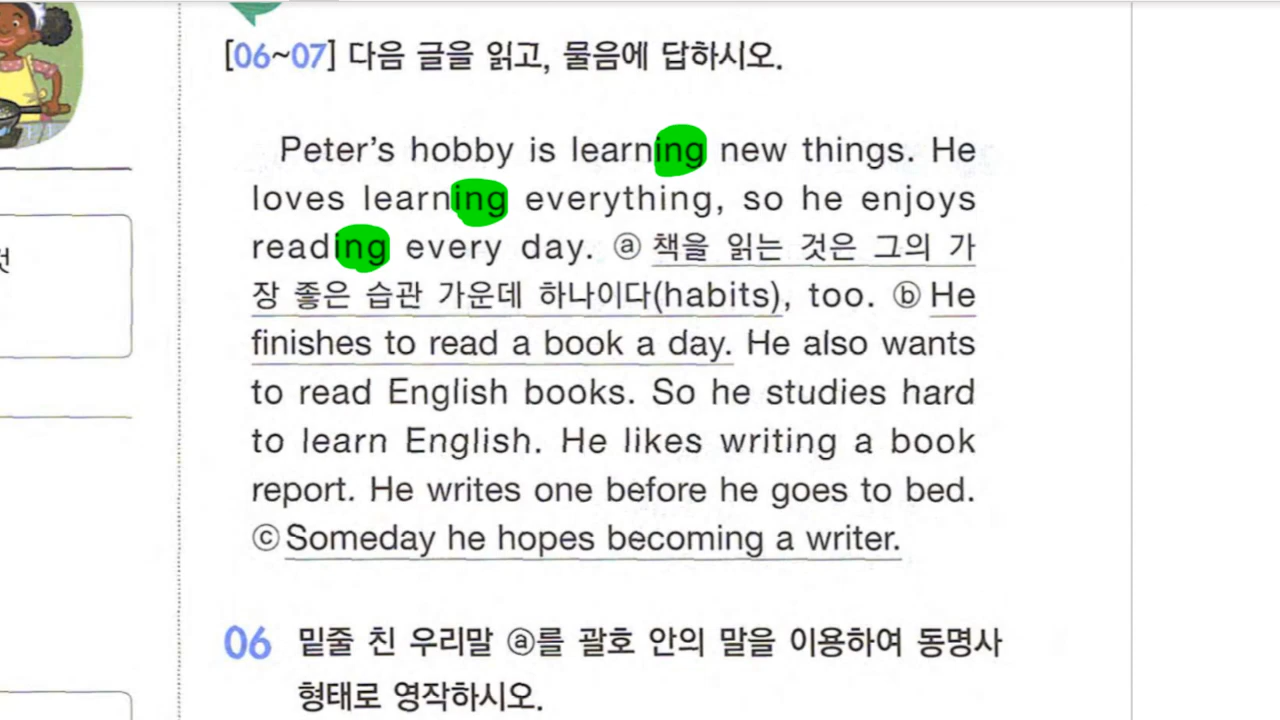 [06~07] 다음 글을 읽고, 물음에 답하시오.
Peter's hobby is learning new things. He
loves learning everything, so he enjoys
reading every day. ⓐ 책을 읽는 것은 그의 가
장 좋은 습관 가운데 하나이다(habits), too. ⓑ He
finishes to read a book a day. He also wants
to read English books. So he studies hard
to learn English. He likes writing a book
report. He writes one before he goes to bed.
ⓒ Someday he hopes becoming a writer.
06 밑줄 친 우리말 ⓐ를 괄호 안의 말을 이용하여 동명사
형태로 영작하시오.